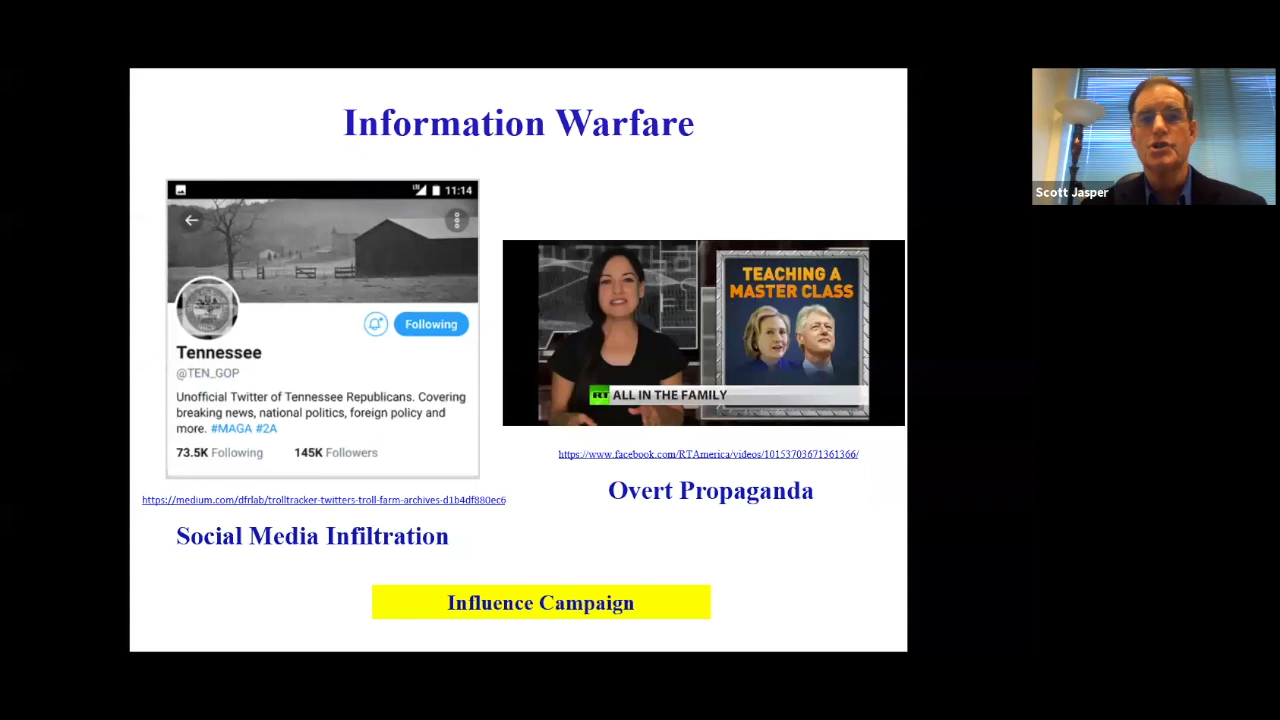 Information Warfare
11:14
Following
Tennessee
@TEN_GOP
Unofficial Twitter of Tennessee Republicans. Covering
breaking news, national politics, foreign policy and
more. #MAGA #2A
73.5K Following 145K Followers
https://medium.com/dfrlab/trolltracker-twitters-troll-farm-archives-d1b4df880ec6
Social Media Infiltration
TEACHING A
MASTER CLASS
RT ALL IN THE FAMILY
https://www.facebook.com/RTAmerica/videos/10153703671361366/
Overt Propaganda
Influence Campaign
Scott Jasper